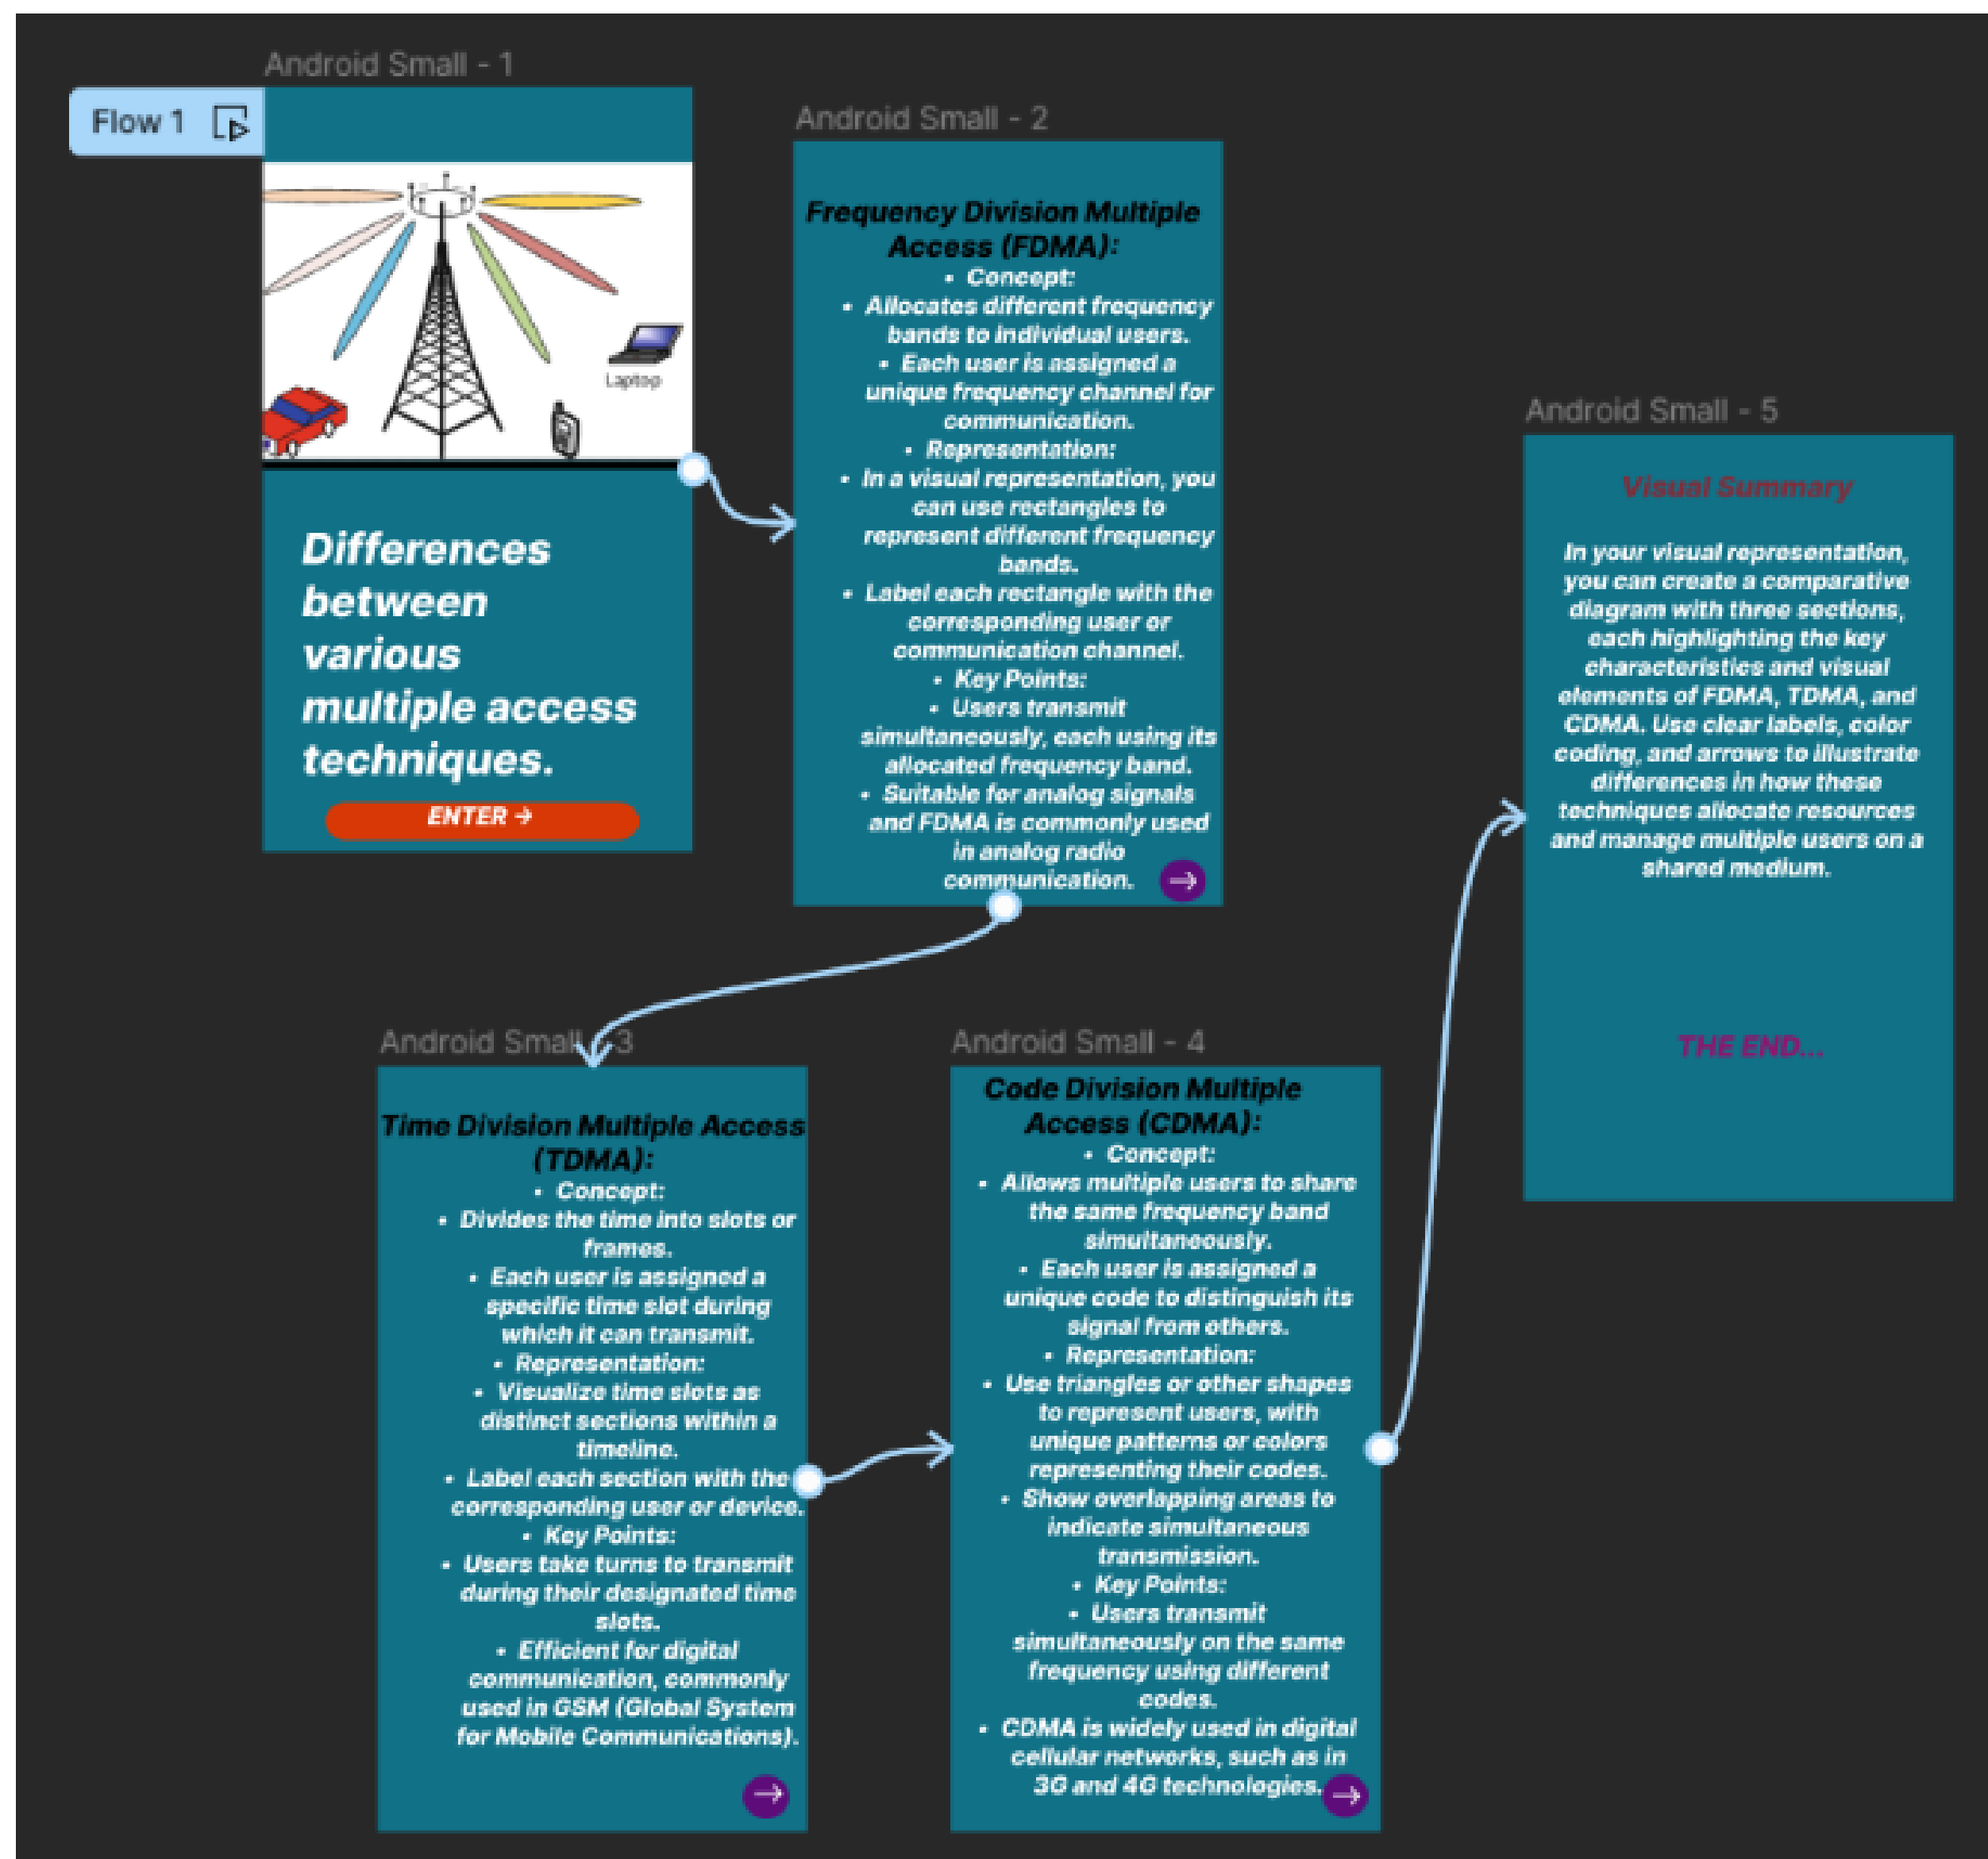 Android Small - 1
Flow 1
Laptop
Differences
between
various
multiple access
techniques.
ENTER →
Android Small - 2
Frequency Division Multiple
Access (FDMA):
• Concept:
• Allocates different frequency
bands to individual users.
• Each user is assigned a
unique frequency channel for
communication.
• Representation:
• In a visual representation, you
can use rectangles to
represent different frequency
bands.
• Label each rectangle with the
corresponding user or
communication channel.
• Key Points:
• Users transmit
simultaneously, each using its
allocated frequency band.
• Suitable for analog signals
and FDMA is commonly used
in analog radio
communication.
→
Android Small - 3
Time Division Multiple Access
(TDMA):
• Concept:
• Divides the time into slots or
frames.
• Each user is assigned a
specific time slot during
which it can transmit.
• Representation:
• Visualize time slots as
distinct sections within a
timeline.
• Label each section with the
corresponding user or device.
• Key Points:
• Users take turns to transmit
during their designated time
slots.
• Efficient for digital
communication, commonly
used in GSM (Global System
for Mobile Communications).
→
Android Small - 4
Code Division Multiple
Access (CDMA):
• Concept:
• Allows multiple users to share
the same frequency band
simultaneously.
• Each user is assigned a
unique code to distinguish its
signal from others.
• Representation:
• Use triangles or other shapes
to represent users, with
unique patterns or colors
representing their codes.
• Show overlapping areas to
indicate simultaneous
transmission.
• Key Points:
• Users transmit
simultaneously on the same
frequency using different
codes.
• CDMA is widely used in digital
cellular networks, such as in
3G and 4G technologies.
→
Android Small - 5
Visual Summary
In your visual representation,
you can create a comparative
diagram with three sections,
each highlighting the key
characteristics and visual
elements of FDMA, TDMA, and
CDMA. Use clear labels, color
coding, and arrows to illustrate
differences in how these
techniques allocate resources
and manage multiple users on a
shared medium.
THE END...